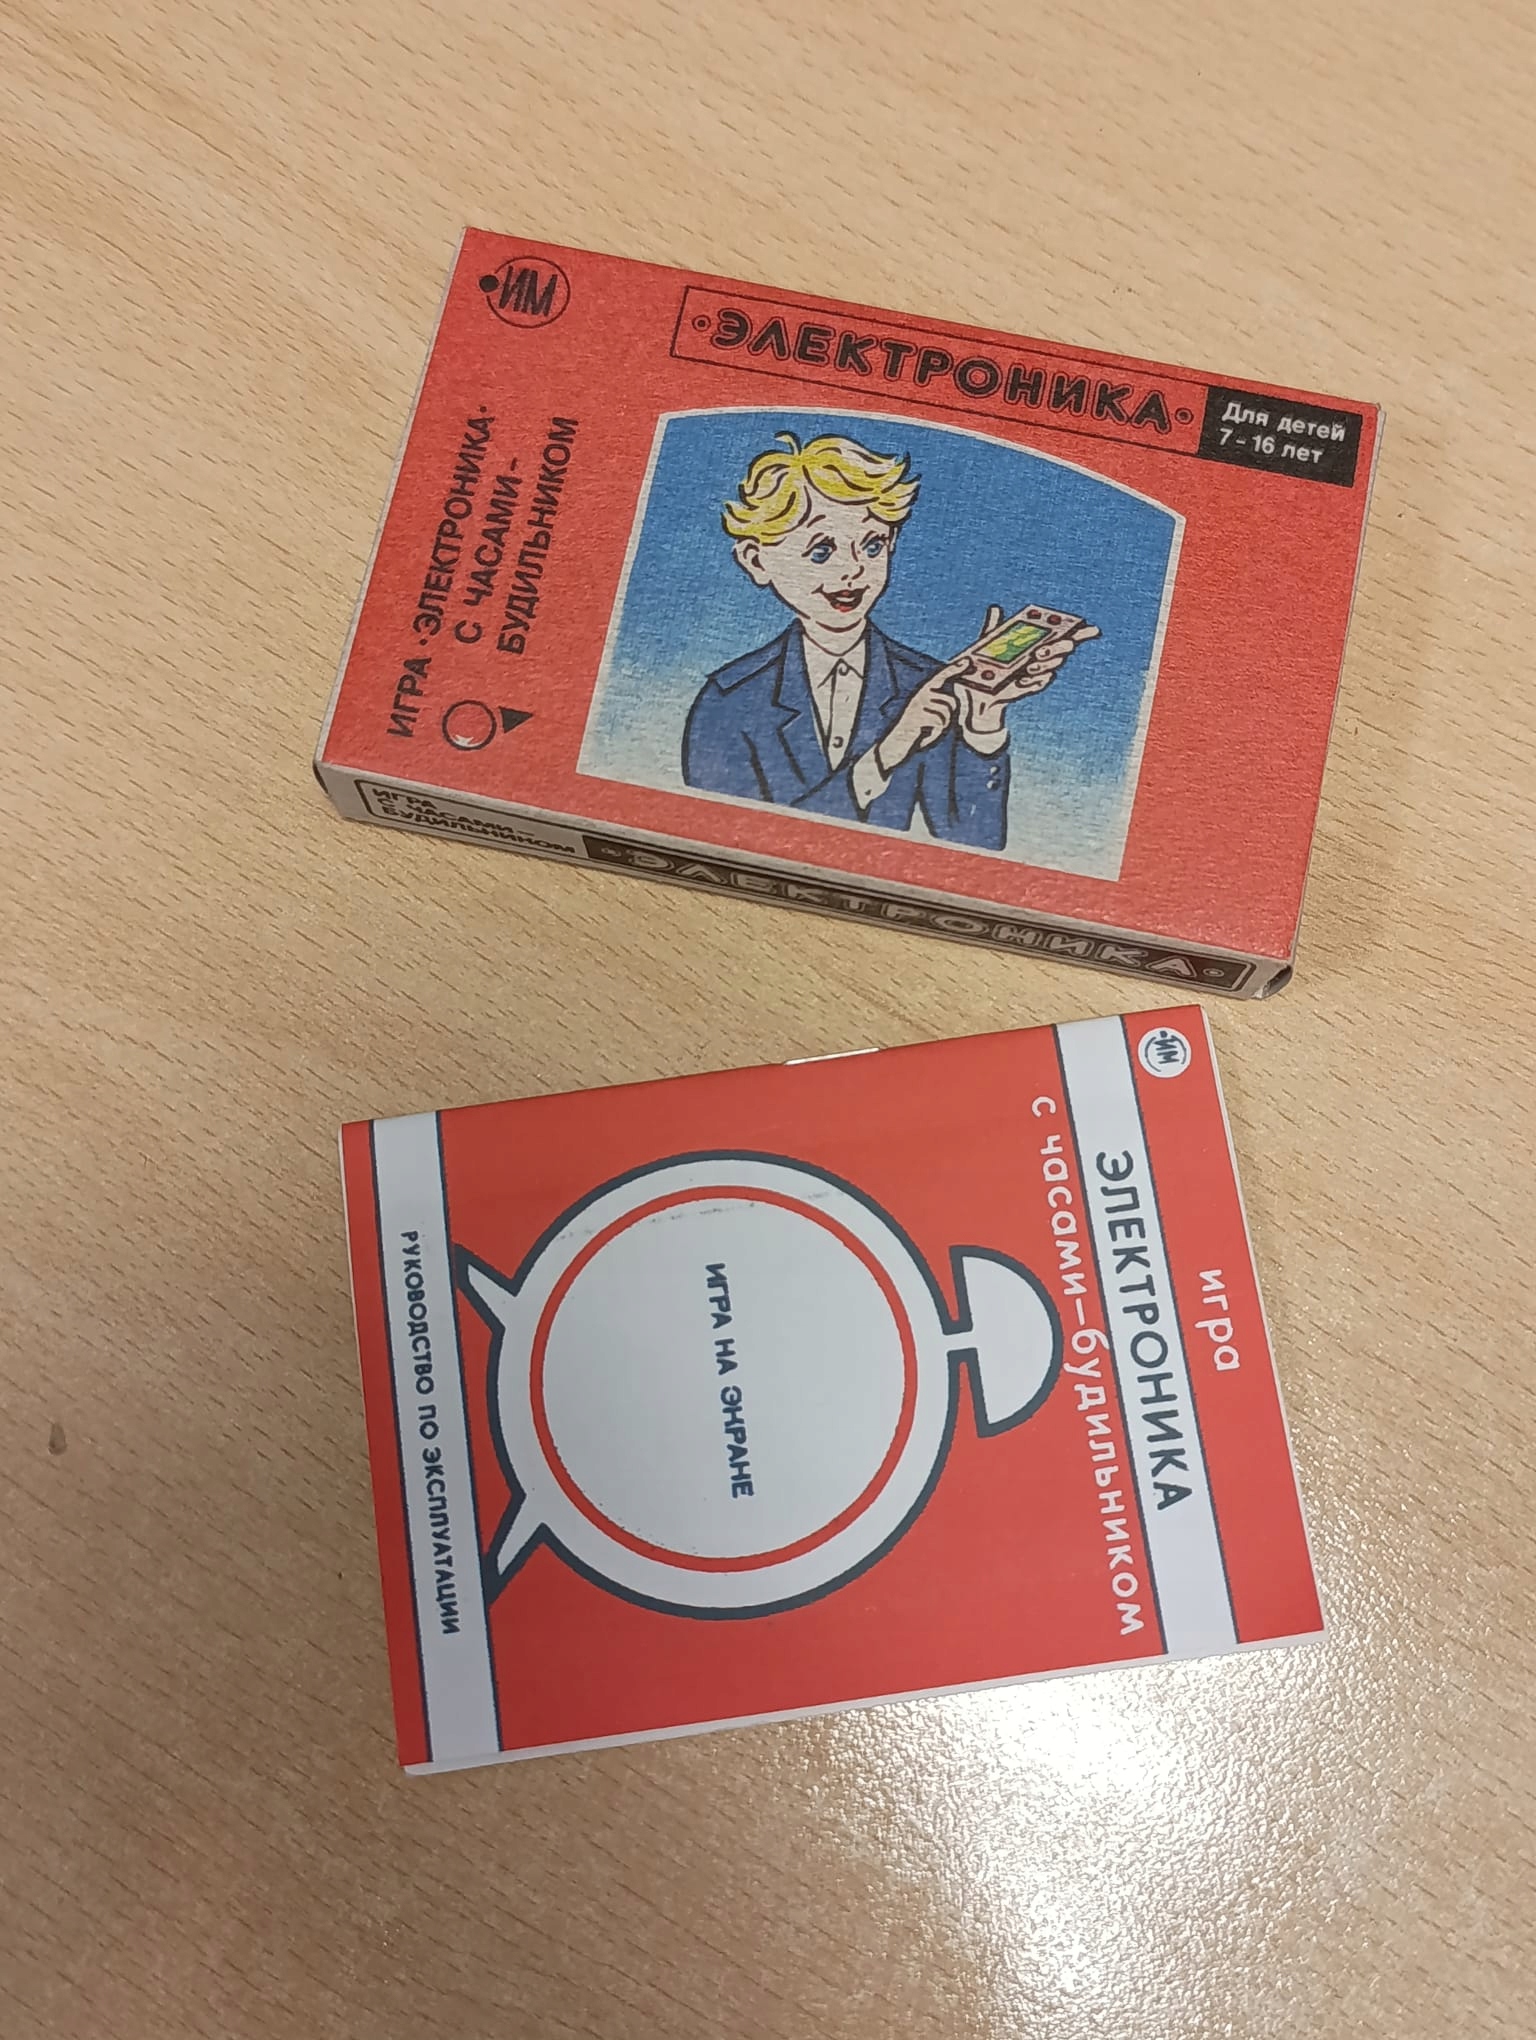 ИМ
·ЭЛЕКТРОНИКА·
Для детей
7 - 16 лет
ИГРА ·ЭЛЕКТРОНИКА·
С ЧАСАМИ-
БУДИЛЬНИКОМ
ИГРА
С ЧАСАМИ-
БУДИЛЬНИКОМ
·ЭЛЕКТРОНИКА·
ИМ
игра
ЭЛЕКТРОНИКА
с часами-будильником
ИГРА НА ЭКРАНЕ
РУКОВОДСТВО ПО ЭКСПЛУАТАЦИИ